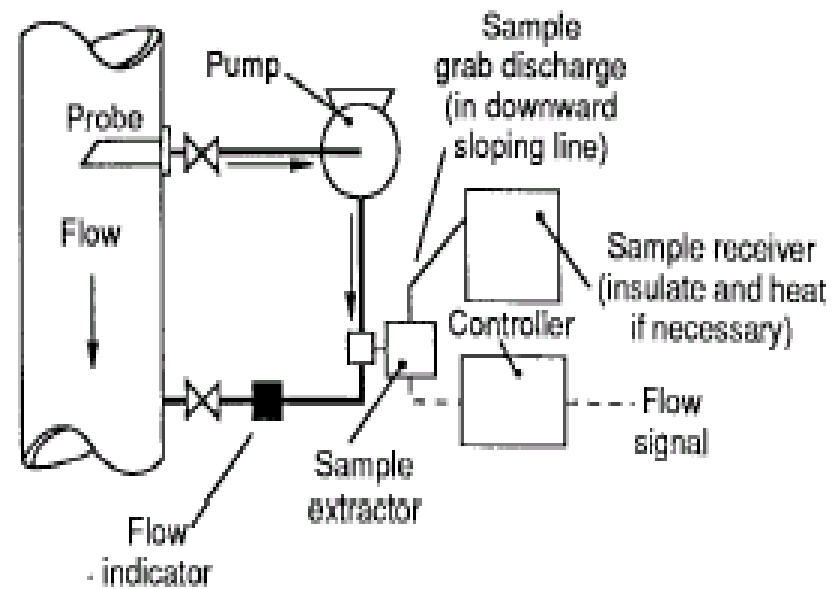 Sample
grab discharge
(in downward
sloping line)
Pump
Probe
Flow
Sample receiver
(insulate and heat
if necessary)
Controller
Flow
signal
Sample
extractor
Flow
- indicator